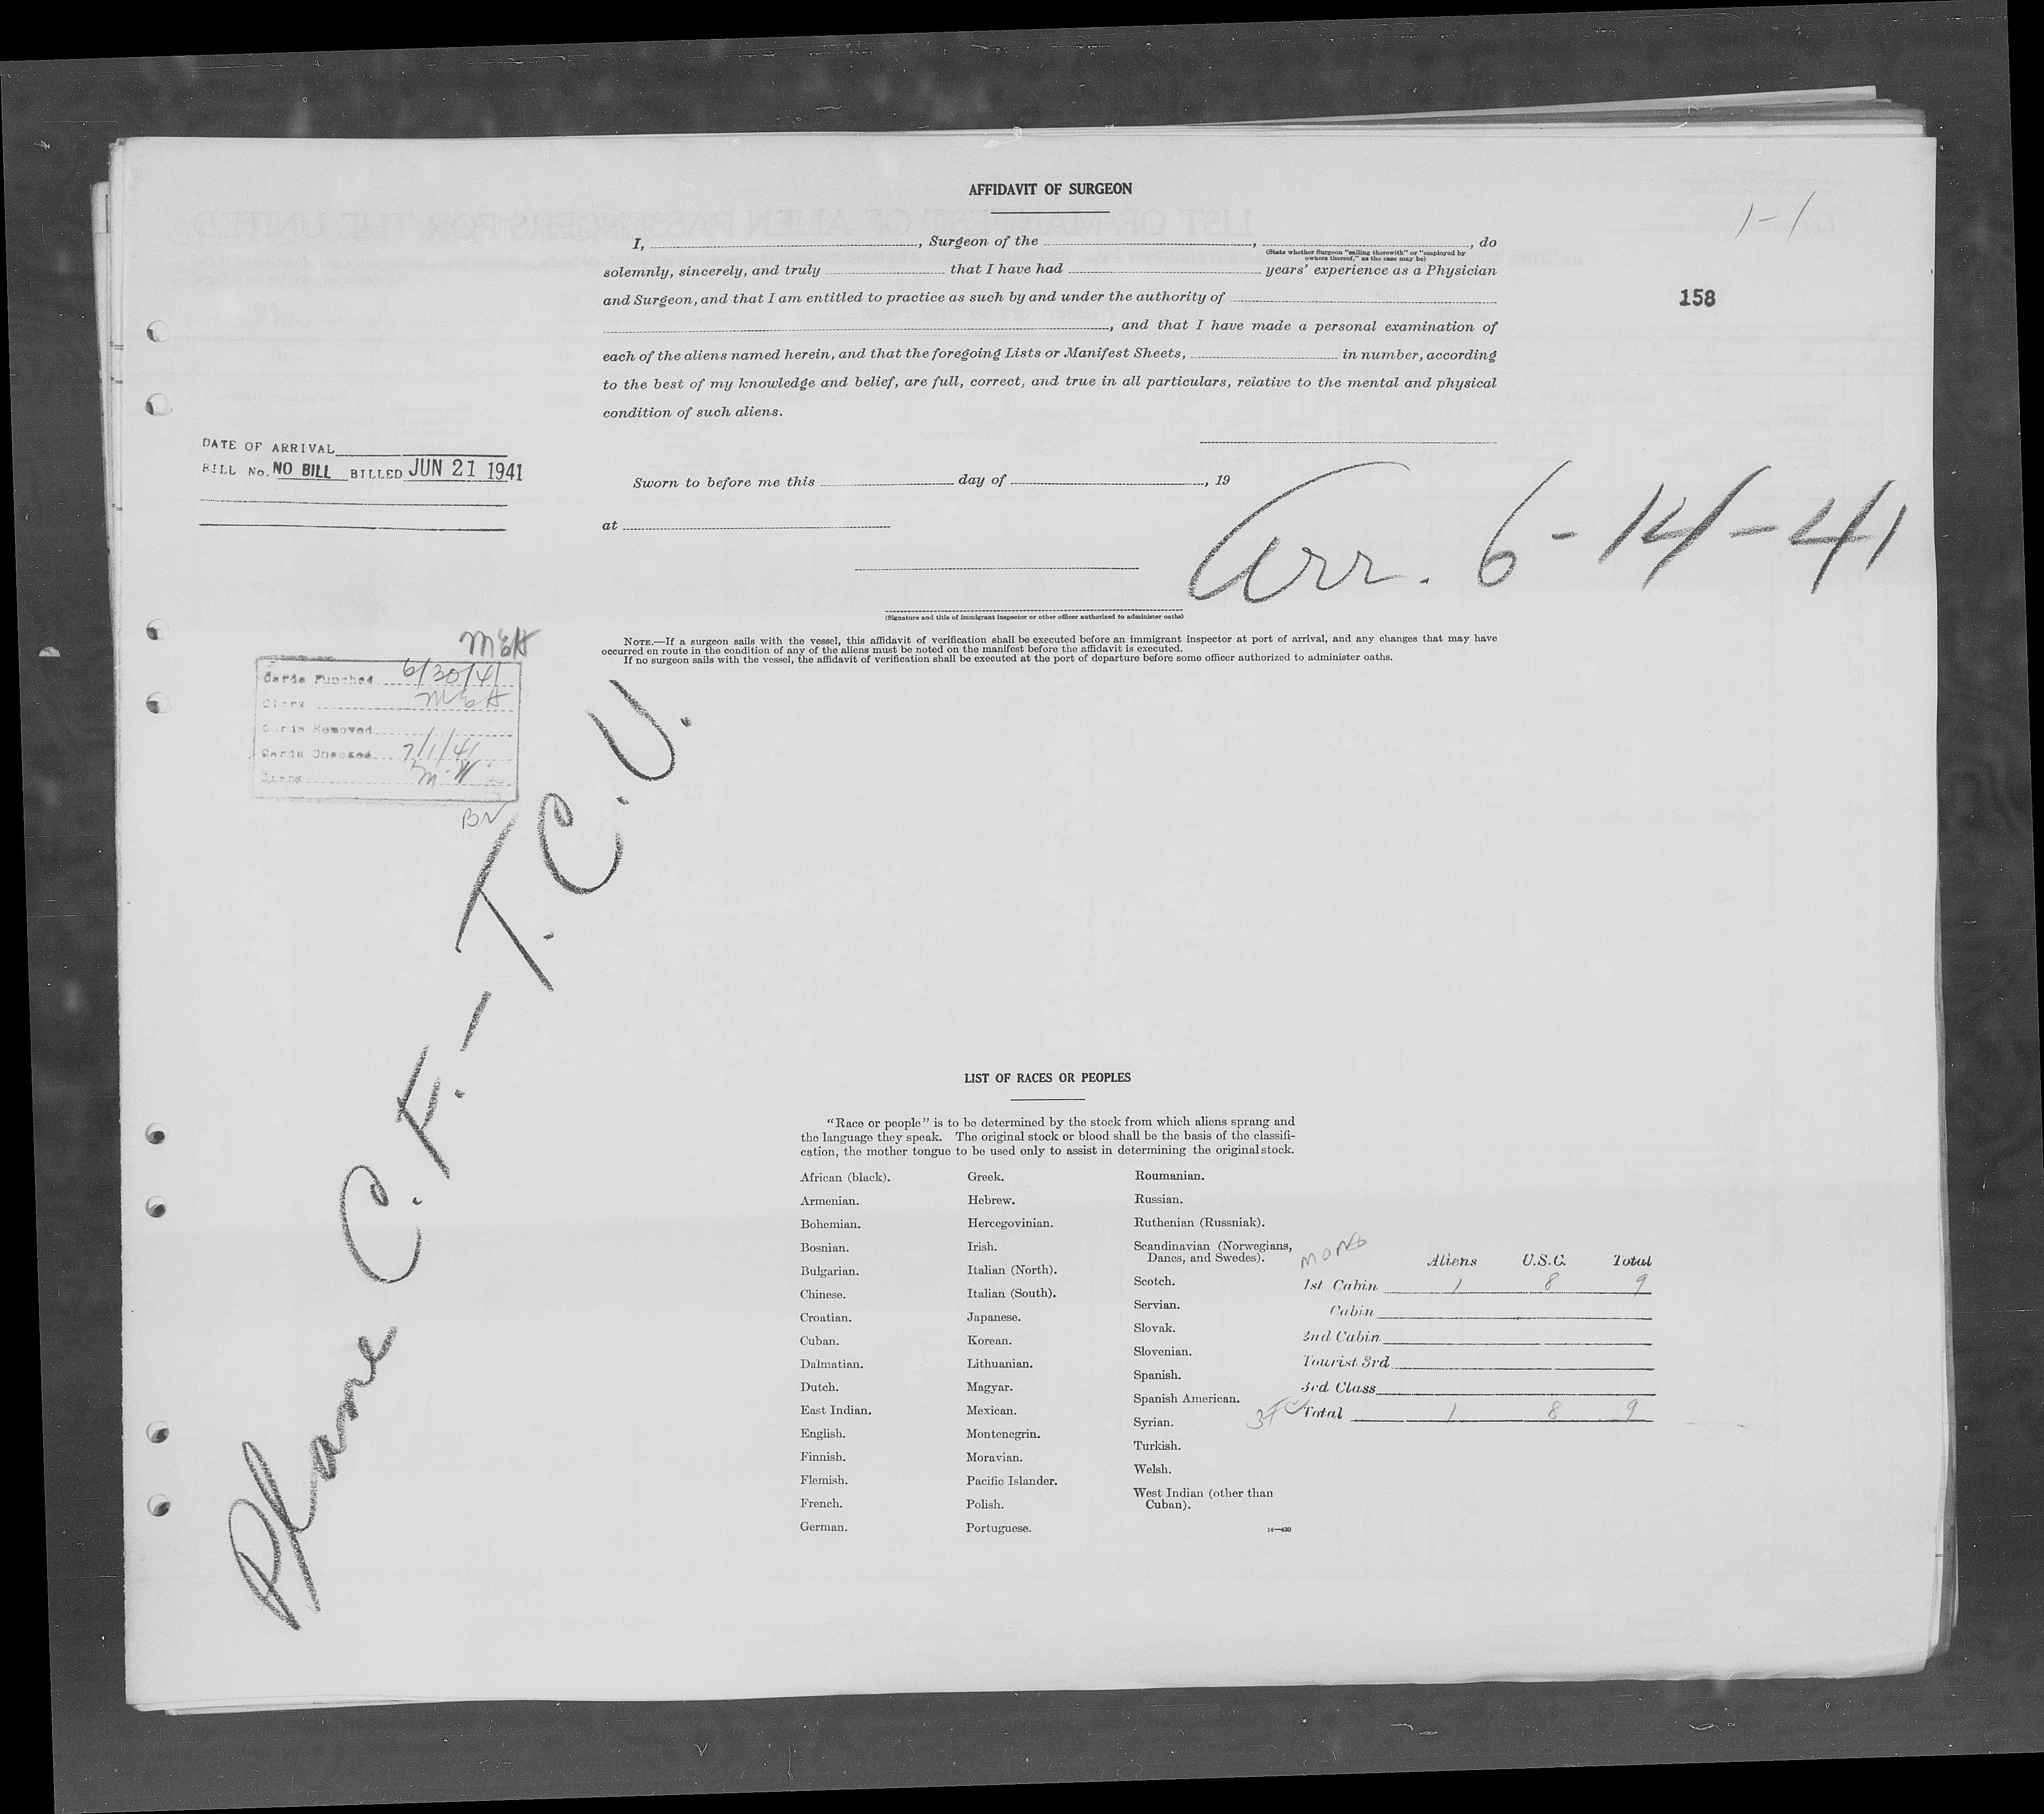 AFFIDAVIT OF SURGEON
1-1
I, , Surgeon of the , , do
(State whether Surgeon "sailing therewith" or "employed by
owners thereof," as the case may be)
solemnly, sincerely, and truly that I have had years' experience as a Physician
and Surgeon, and that I am entitled to practice as such by and under the authority of
158
, and that I have made a personal examination of
each of the aliens named herein, and that the foregoing Lists or Manifest Sheets, in number, according
to the best of my knowledge and belief, are full, correct, and true in all particulars, relative to the mental and physical
condition of such aliens.
DATE OF ARRIVAL
BILL No. NO BILL BILLED JUN 21 1941
Sworn to before me this day of , 19
at
Arr. 6-14-41
(Signature and title of immigrant inspector or other officer authorized to administer oaths)
NOTE.—If a surgeon sails with the vessel, this affidavit of verification shall be executed before an immigrant inspector at port of arrival, and any changes that may have
occurred en route in the condition of any of the aliens must be noted on the manifest before the affidavit is executed.
If no surgeon sails with the vessel, the affidavit of verification shall be executed at the port of departure before some officer authorized to administer oaths.
MEH
Cards Punched 6/30/41
Clerk MEH
Cards Removed
Cards Checked 7/1/41
Clerk M.W.
BN
Plane C.F.-T.C.U.
LIST OF RACES OR PEOPLES
"Race or people" is to be determined by the stock from which aliens sprang and
the language they speak. The original stock or blood shall be the basis of the classifi-
cation, the mother tongue to be used only to assist in determining the original stock.
African (black).
Armenian.
Bohemian.
Bosnian.
Bulgarian.
Chinese.
Croatian.
Cuban.
Dalmatian.
Dutch.
East Indian.
English.
Finnish.
Flemish.
French.
German.
Greek.
Hebrew.
Hercegovinian.
Irish.
Italian (North).
Italian (South).
Japanese.
Korean.
Lithuanian.
Magyar.
Mexican.
Montenegrin.
Moravian.
Pacific Islander.
Polish.
Portuguese.
Roumanian.
Russian.
Ruthenian (Russniak).
Scandinavian (Norwegians,
Danes, and Swedes).
Scotch.
Servian.
Slovak.
Slovenian.
Spanish.
Spanish American.
Syrian.
Turkish.
Welsh.
West Indian (other than
Cuban).
14—430
Aliens U.S.C. Total
1st Cabin 1 8 9
Cabin
2nd Cabin
Tourist 3rd
3rd Class
Total 1 8 9